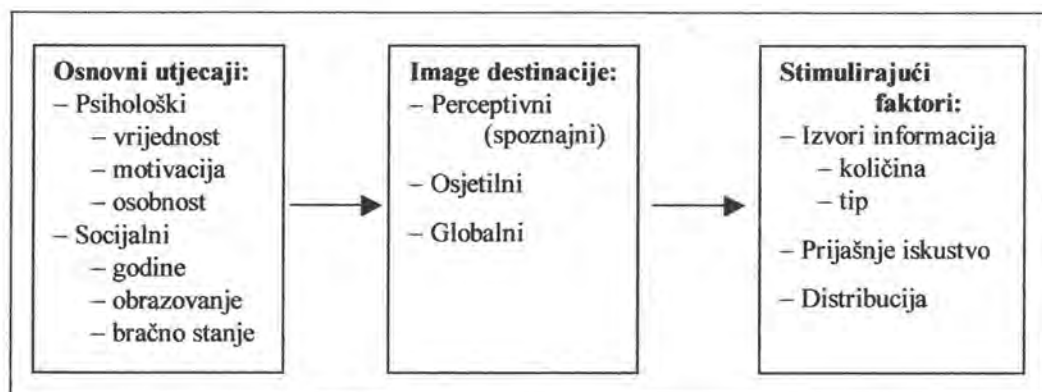 Osnovni utjecaji:
– Psihološki
– vrijednost
– motivacija
– osobnost
– Socijalni
– godine
– obrazovanje
– bračno stanje
Image destinacije:
– Perceptivni
(spoznajni)
– Osjetilni
– Globalni
Stimulirajući
faktori:
– Izvori informacija
– količina
– tip
– Prijašnje iskustvo
– Distribucija